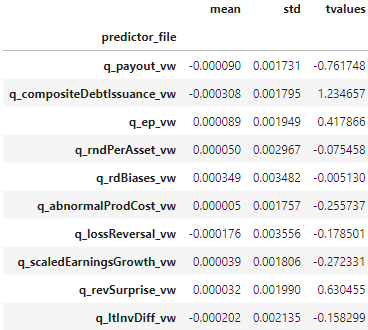 mean std tvalues
predictor_file
q_payout_vw -0.000090 0.001731 -0.761748
q_compositeDebtIssuance_vw -0.000308 0.001795 1.234657
q_ep_vw 0.000089 0.001949 0.417866
q_rndPerAsset_vw 0.000050 0.002967 -0.075458
q_rdBiases_vw 0.000349 0.003482 -0.005130
q_abnormalProdCost_vw 0.000005 0.001757 -0.255737
q_lossReversal_vw -0.000176 0.003556 -0.178501
q_scaledEarningsGrowth_vw 0.000039 0.001806 -0.272331
q_revSurprise_vw 0.000032 0.001990 0.630455
q_ltInvDiff_vw -0.000202 0.002135 -0.158299